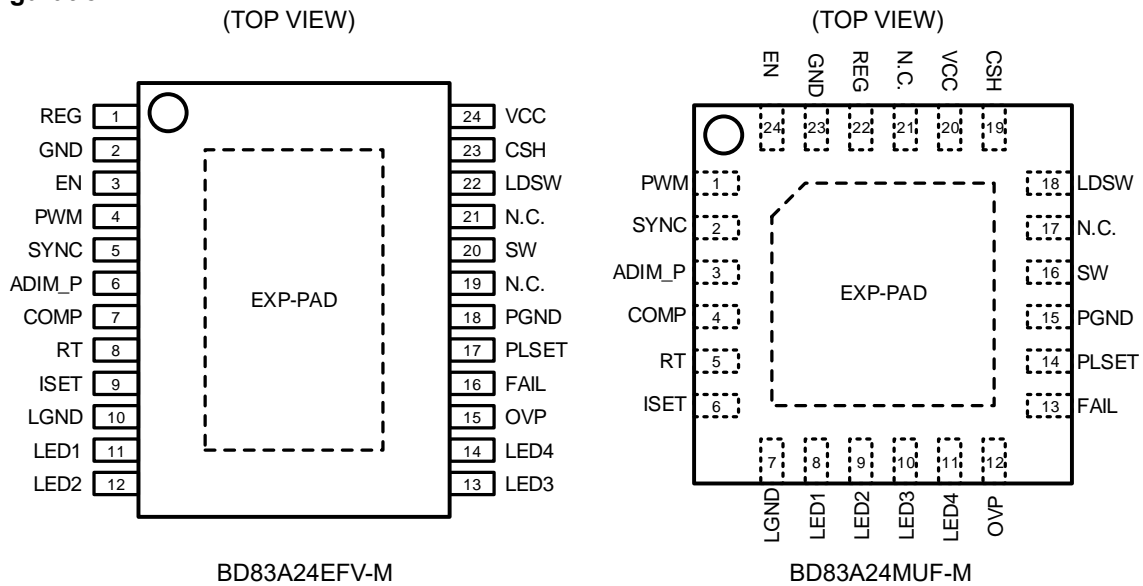 (TOP VIEW)
REG 1
GND 2
EN 3
PWM 4
SYNC 5
ADIM_P 6
COMP 7
RT 8
ISET 9
LGND 10
LED1 11
LED2 12
24 VCC
23 CSH
22 LDSW
21 N.C.
20 SW
19 N.C.
18 PGND
17 PLSET
16 FAIL
15 OVP
14 LED4
13 LED3
EXP-PAD
BD83A24EFV-M
(TOP VIEW)
EN GND REG N.C. VCC CSH
24 23 22 21 20 19
PWM 1
SYNC 2
ADIM_P 3
COMP 4
RT 5
ISET 6
18 LDSW
17 N.C.
16 SW
15 PGND
14 PLSET
13 FAIL
EXP-PAD
7 8 9 10 11 12
LGND LED1 LED2 LED3 LED4 OVP
BD83A24MUF-M